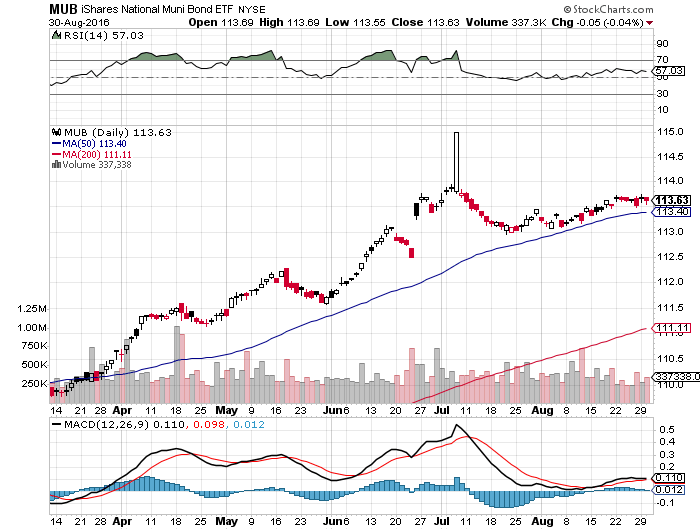 MUB iShares National Muni Bond ETF NYSE © StockCharts.com
30-Aug-2016 Open 113.69 High 113.69 Low 113.55 Close 113.63 Volume 337.3K Chg -0.05 (-0.04%)
RSI(14) 57.03
90
70
57.03
50
30
10
MUB (Daily) 113.63
MA(50) 113.40
MA(200) 111.11
Volume 337,338
115.0
114.5
114.0
113.63
113.40
113.0
112.5
112.0
111.5
111.11
110.5
337338.0
110.0
1.25M
1.00M
750K
500K
250K
14 21 28 Apr 11 18 25 May 9 16 23 Jun 6 13 20 27 Jul 11 18 25 Aug 8 15 22 29
MACD(12,26,9) 0.110, 0.098, 0.012
0.5
0.4
0.3
0.2
0.110
0.012
-0.1
14 21 28 Apr 11 18 25 May 9 16 23 Jun 6 13 20 27 Jul 11 18 25 Aug 8 15 22 29